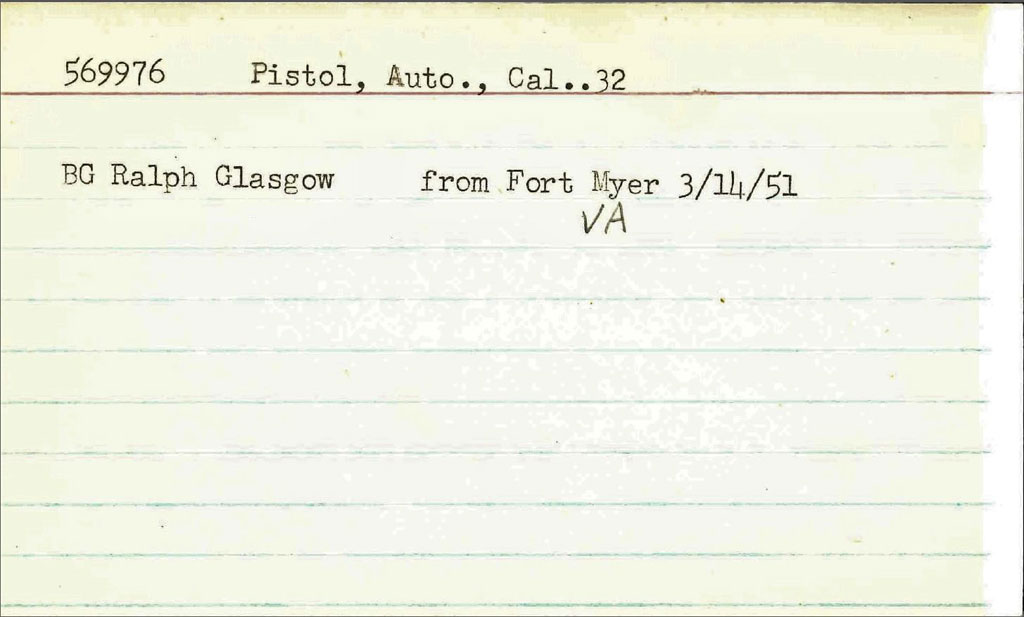 569976 Pistol, Auto., Cal..32
BG Ralph Glasgow from Fort Myer 3/14/51
VA